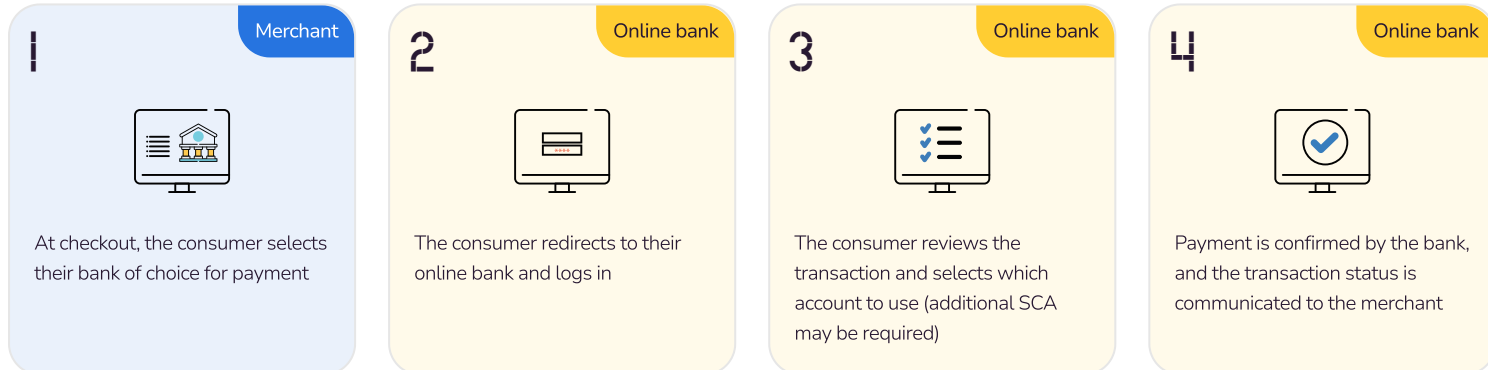 1
Merchant
At checkout, the consumer selects
their bank of choice for payment
2
Online bank
The consumer redirects to their
online bank and logs in
3
Online bank
The consumer reviews the
transaction and selects which
account to use (additional SCA
may be required)
4
Online bank
Payment is confirmed by the bank,
and the transaction status is
communicated to the merchant